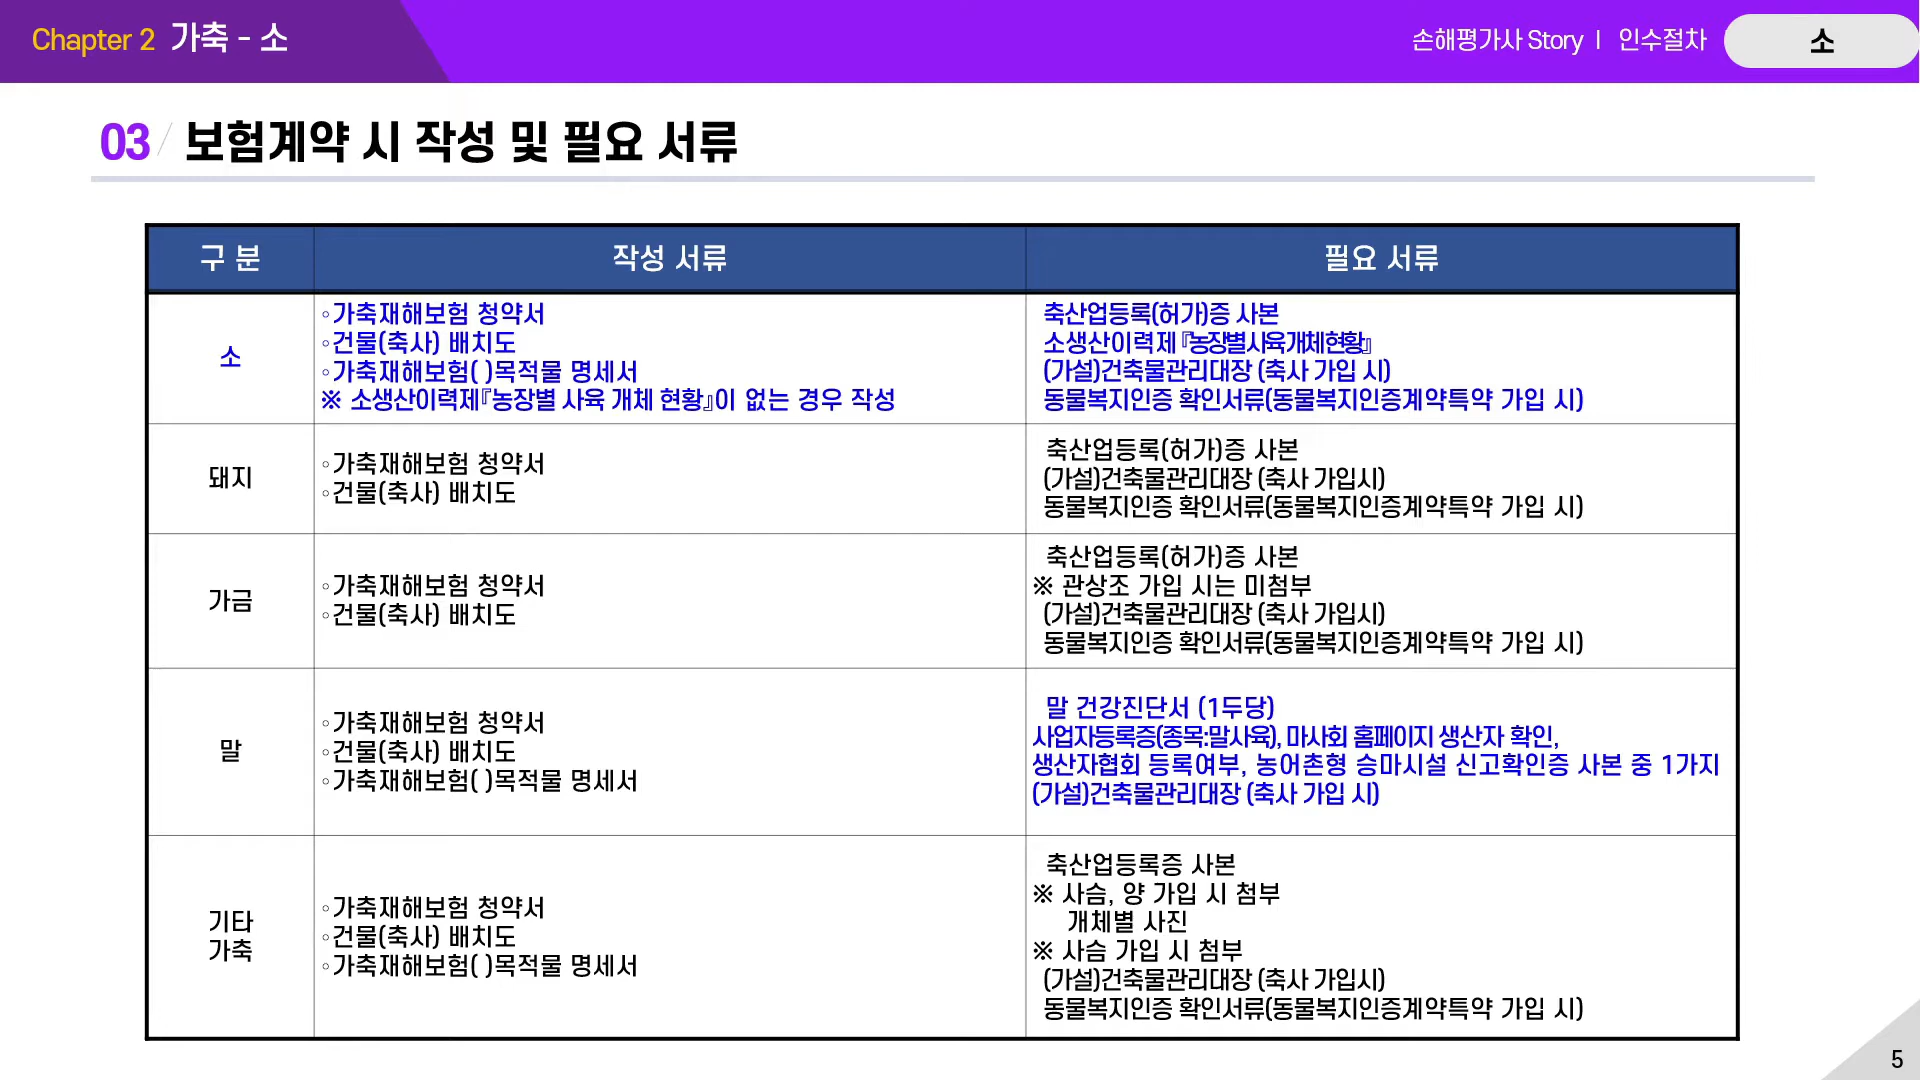 Chapter 2 가축 - 소
손해평가사 Story ㅣ 인수절차
소
03 / 보험계약 시 작성 및 필요 서류
구 분
작성 서류
필요 서류
소
◦가축재해보험 청약서
◦건물(축사) 배치도
◦가축재해보험( )목적물 명세서
※ 소생산이력제『농장별 사육 개체 현황』이 없는 경우 작성
축산업등록(허가)증 사본
소생산이력제『농장별사육개체현황』
(가설)건축물관리대장 (축사 가입 시)
동물복지인증 확인서류(동물복지인증계약특약 가입 시)
돼지
◦가축재해보험 청약서
◦건물(축사) 배치도
축산업등록(허가)증 사본
(가설)건축물관리대장 (축사 가입시)
동물복지인증 확인서류(동물복지인증계약특약 가입 시)
가금
◦가축재해보험 청약서
◦건물(축사) 배치도
축산업등록(허가)증 사본
※ 관상조 가입 시는 미첨부
(가설)건축물관리대장 (축사 가입시)
동물복지인증 확인서류(동물복지인증계약특약 가입 시)
말
◦가축재해보험 청약서
◦건물(축사) 배치도
◦가축재해보험( )목적물 명세서
말 건강진단서 (1두당)
사업자등록증(종목:말사육), 마사회 홈페이지 생산자 확인,
생산자협회 등록여부, 농어촌형 승마시설 신고확인증 사본 중 1가지
(가설)건축물관리대장 (축사 가입 시)
기타
가축
◦가축재해보험 청약서
◦건물(축사) 배치도
◦가축재해보험( )목적물 명세서
축산업등록증 사본
※ 사슴, 양 가입 시 첨부
개체별 사진
※ 사슴 가입 시 첨부
(가설)건축물관리대장 (축사 가입시)
동물복지인증 확인서류(동물복지인증계약특약 가입 시)
5